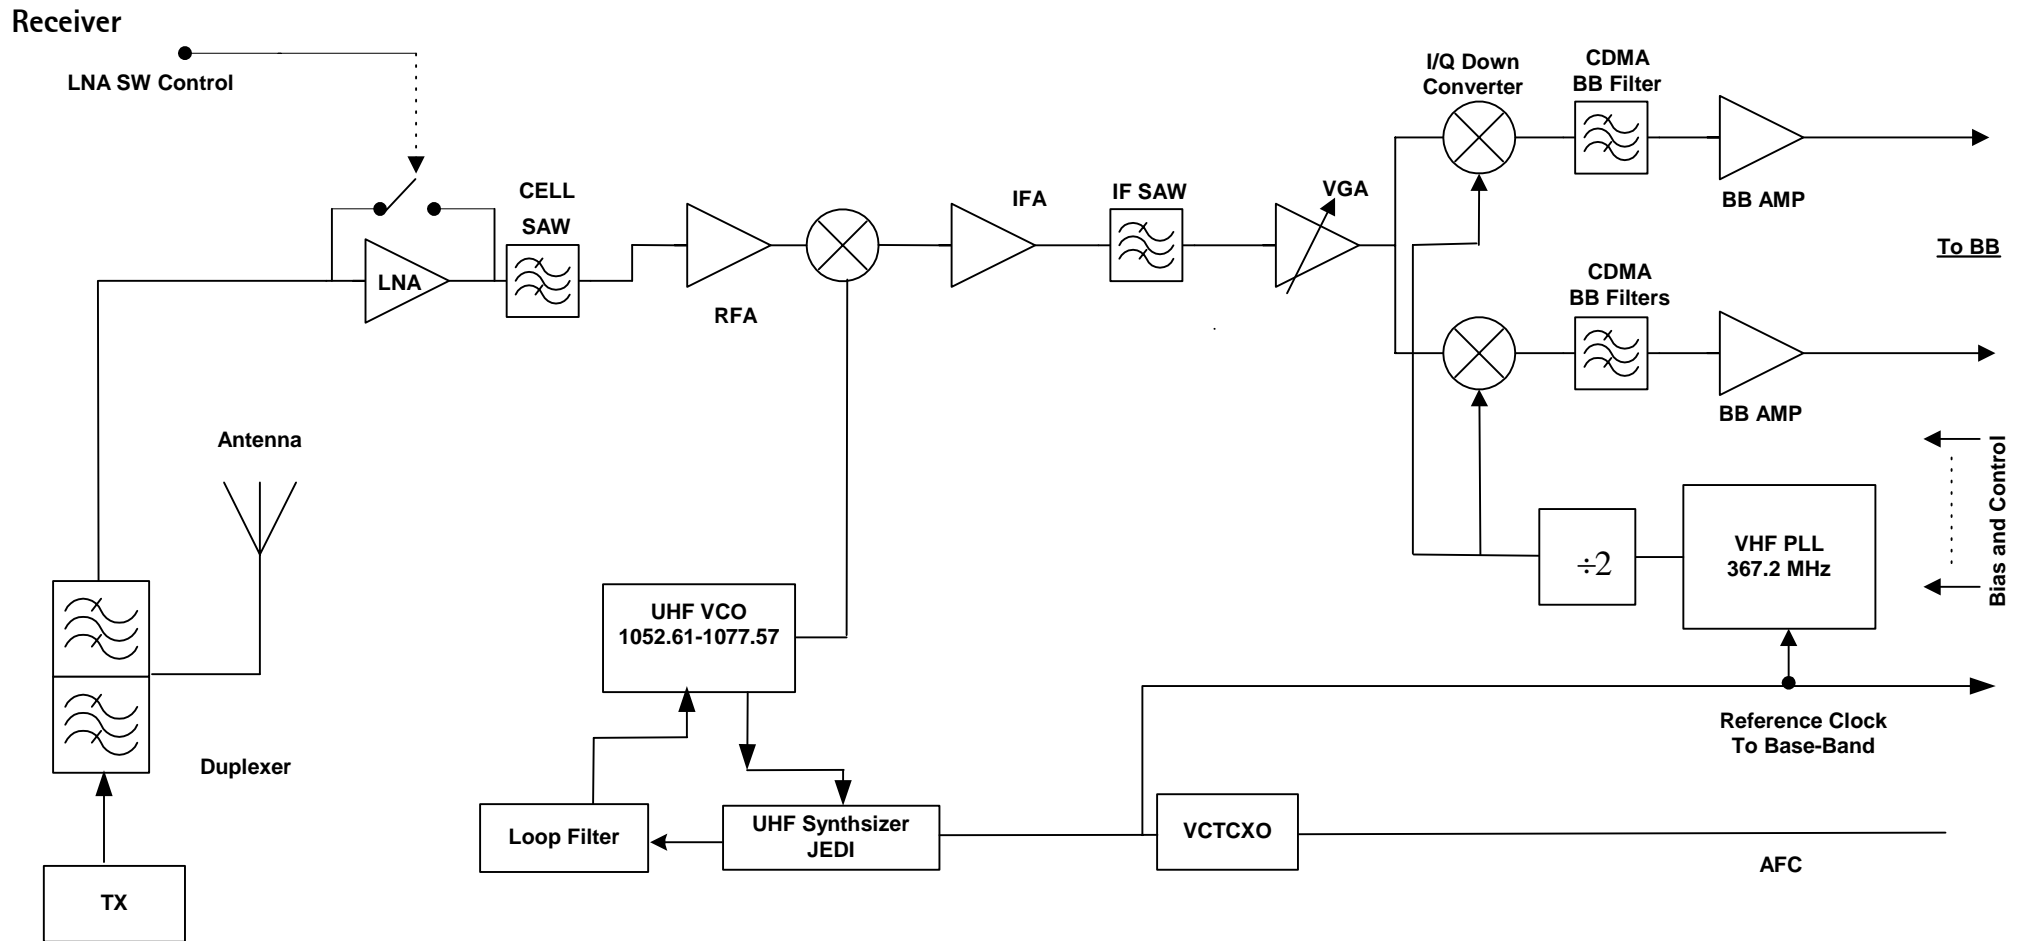 Receiver
LNA SW Control
I/Q Down
Converter
CDMA
BB Filter
BB AMP
CELL
SAW
LNA
RFA
IFA
IF SAW
VGA
To BB
CDMA
BB Filters
BB AMP
Antenna
Bias and Control
÷2
VHF PLL
367.2 MHz
UHF VCO
1052.61-1077.57
Reference Clock
To Base-Band
Duplexer
Loop Filter
UHF Synthsizer
JEDI
VCTCXO
AFC
TX